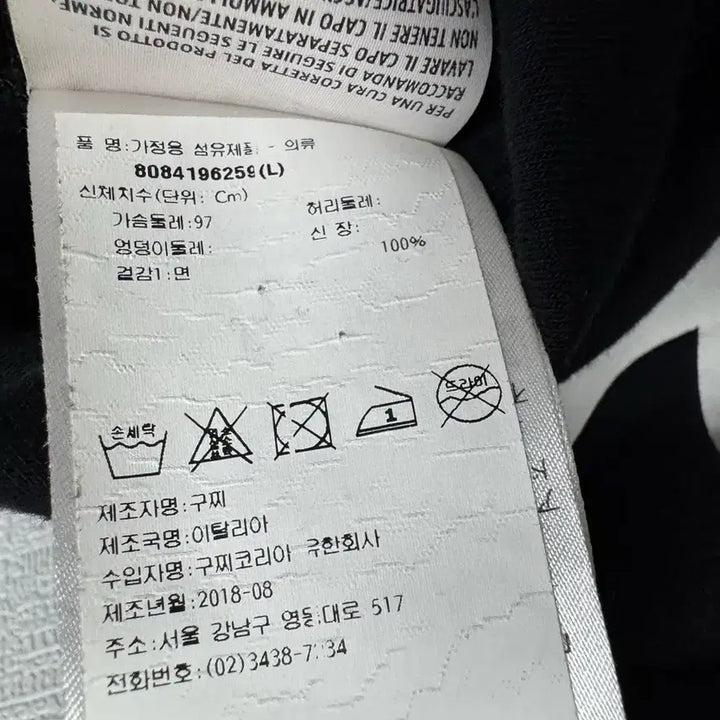 L'ASCIUGATRICE
NON TENERE IL CAPO IN AMMOLLO
LAVARE IL CAPO SEPARATAMENTE/NON
RACCOMANDA DI SEGUIRE LE SEGUENTI NORME
PER UNA CURA CORRETTA DEL PRODOTTO SI
품 명:가정용 섬유제품 - 의류
8084196259(L)
신체치수(단위: Cm)
가슴둘레:97 허리둘레:
엉덩이둘레: 신 장:
겉감1:면 100%
손세탁
1
드라이
제조자명:구찌
제조국명:이탈리아
수입자명:구찌코리아 유한회사
제조년월:2018-08
주소:서울 강남구 영동대로 517
전화번호:(02)3438-